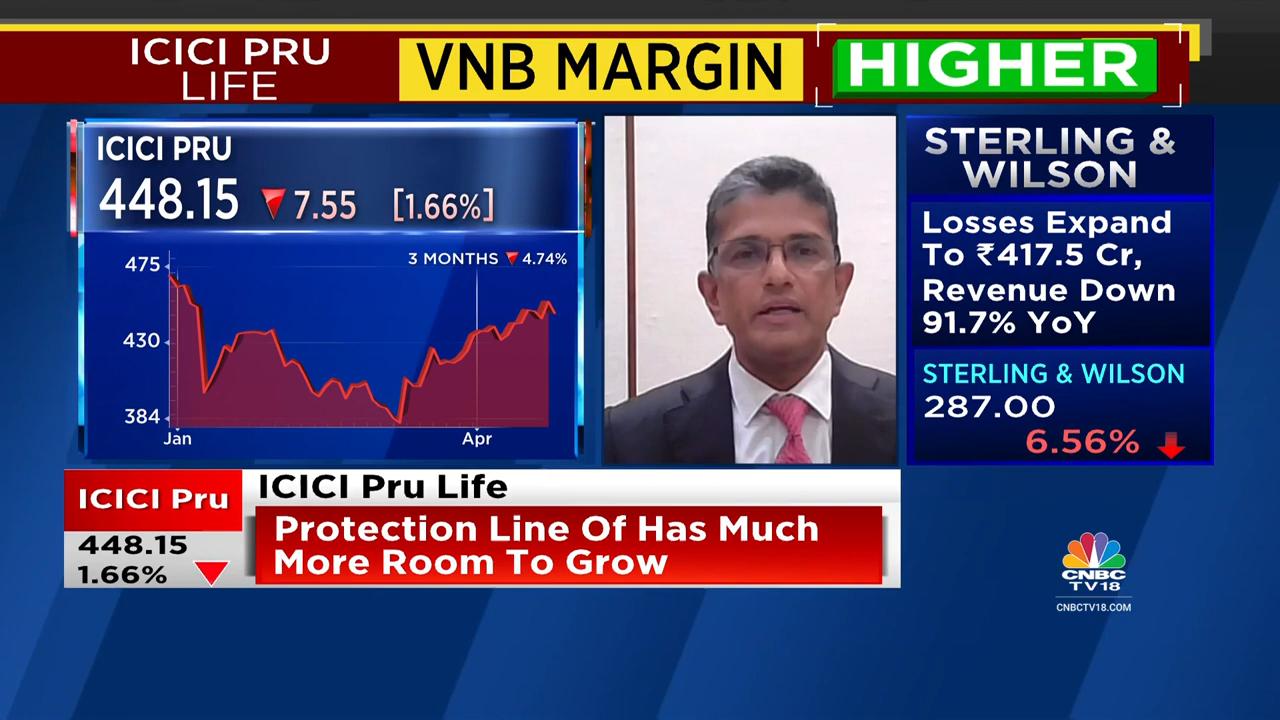 ICICI PRU
LIFE
VNB MARGIN
HIGHER
ICICI PRU
448.15 7.55 [1.66%]
3 MONTHS 4.74%
475
430
384
Jan
Apr
STERLING &
WILSON
Losses Expand
To ₹417.5 Cr,
Revenue Down
91.7% YoY
STERLING & WILSON
287.00
6.56%
ICICI Pru
448.15
1.66%
ICICI Pru Life
Protection Line Of Has Much
More Room To Grow
CNBC
TV18
CNBCTV18.COM